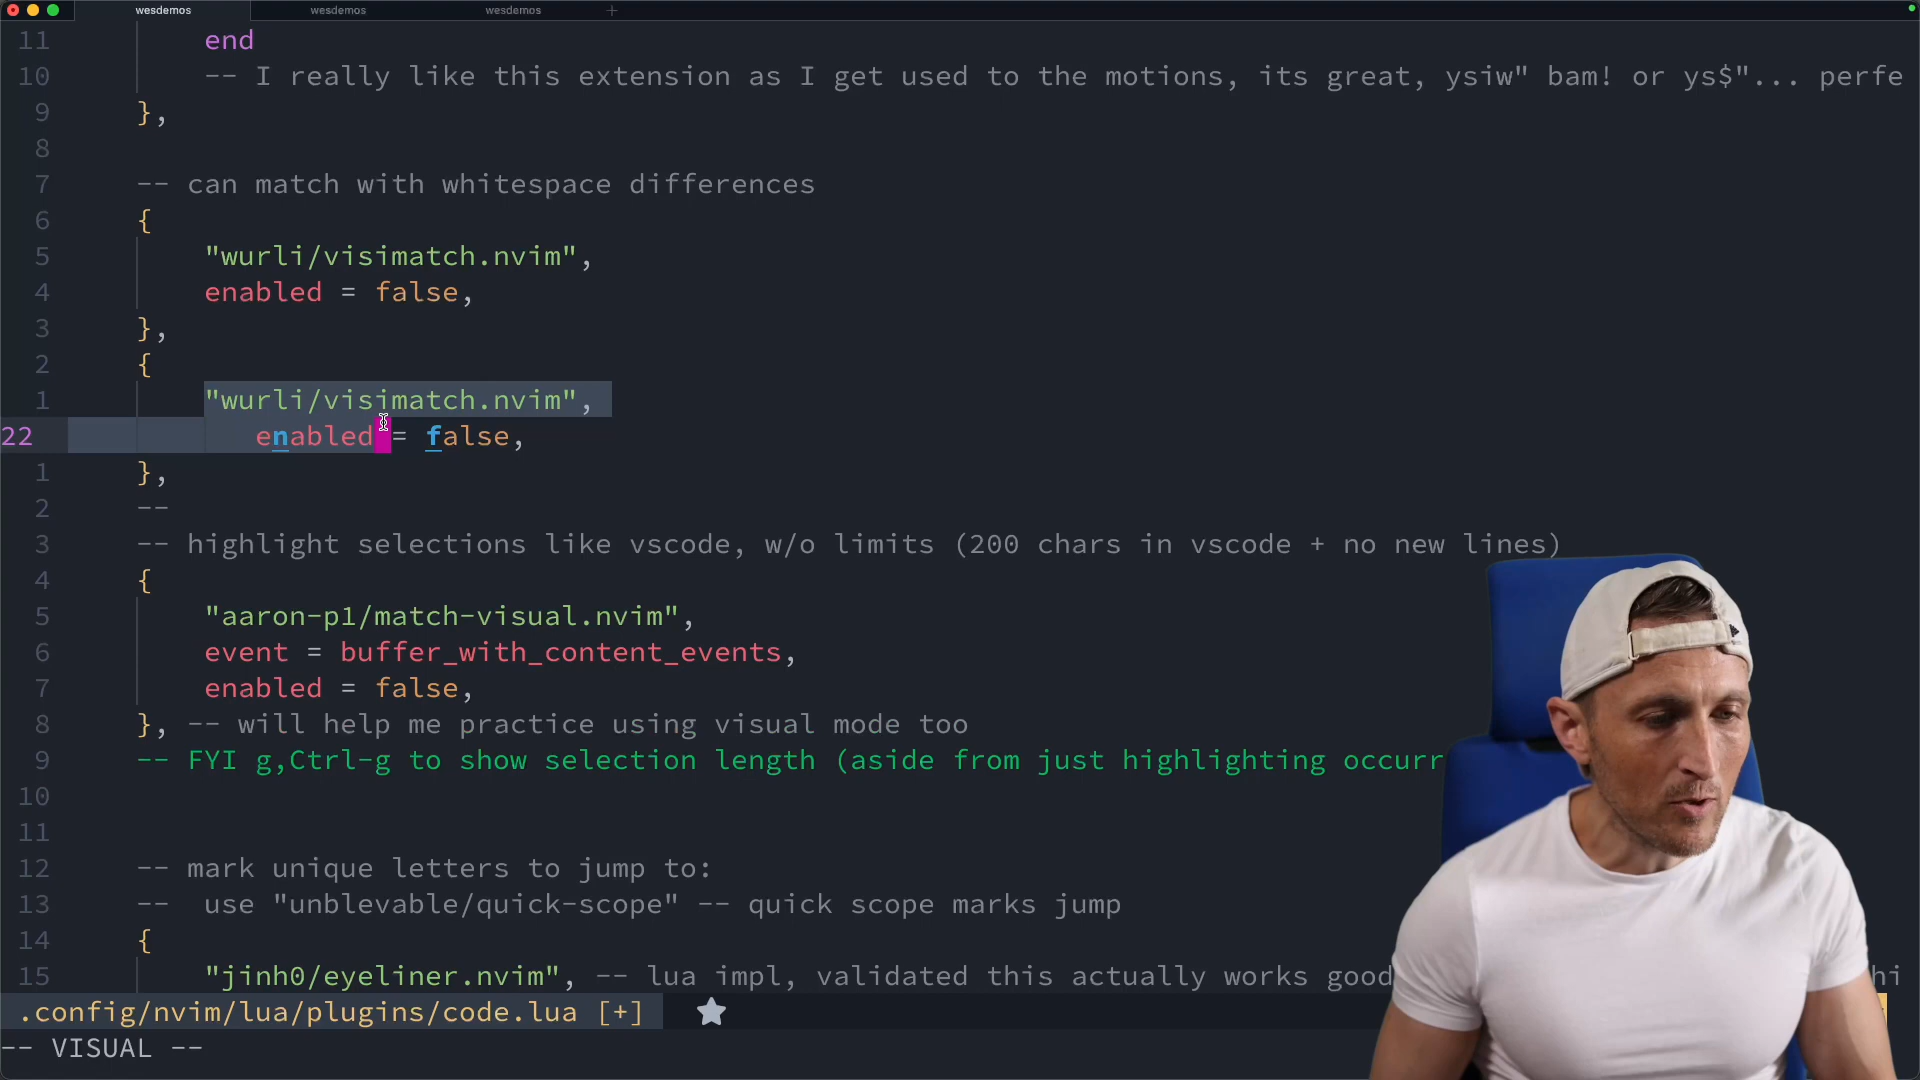 wesdemos wesdemos wesdemos +
11 end
10 -- I really like this extension as I get used to the motions, its great, ysiw" bam! or ys$"... perfe
9 },
8
7 -- can match with whitespace differences
6 {
5 "wurli/visimatch.nvim",
4 enabled = false,
3 },
2 {
1 "wurli/visimatch.nvim",
22 enabled = false,
1 },
2 --
3 -- highlight selections like vscode, w/o limits (200 chars in vscode + no new lines)
4 {
5 "aaron-p1/match-visual.nvim",
6 event = buffer_with_content_events,
7 enabled = false,
8 }, -- will help me practice using visual mode too
9 -- FYI g,Ctrl-g to show selection length (aside from just highlighting occurr
10
11
12 -- mark unique letters to jump to:
13 -- use "unblevable/quick-scope" -- quick scope marks jump
14 {
15 "jinh0/eyeliner.nvim", -- lua impl, validated this actually works good hi
.config/nvim/lua/plugins/code.lua [+]
-- VISUAL --